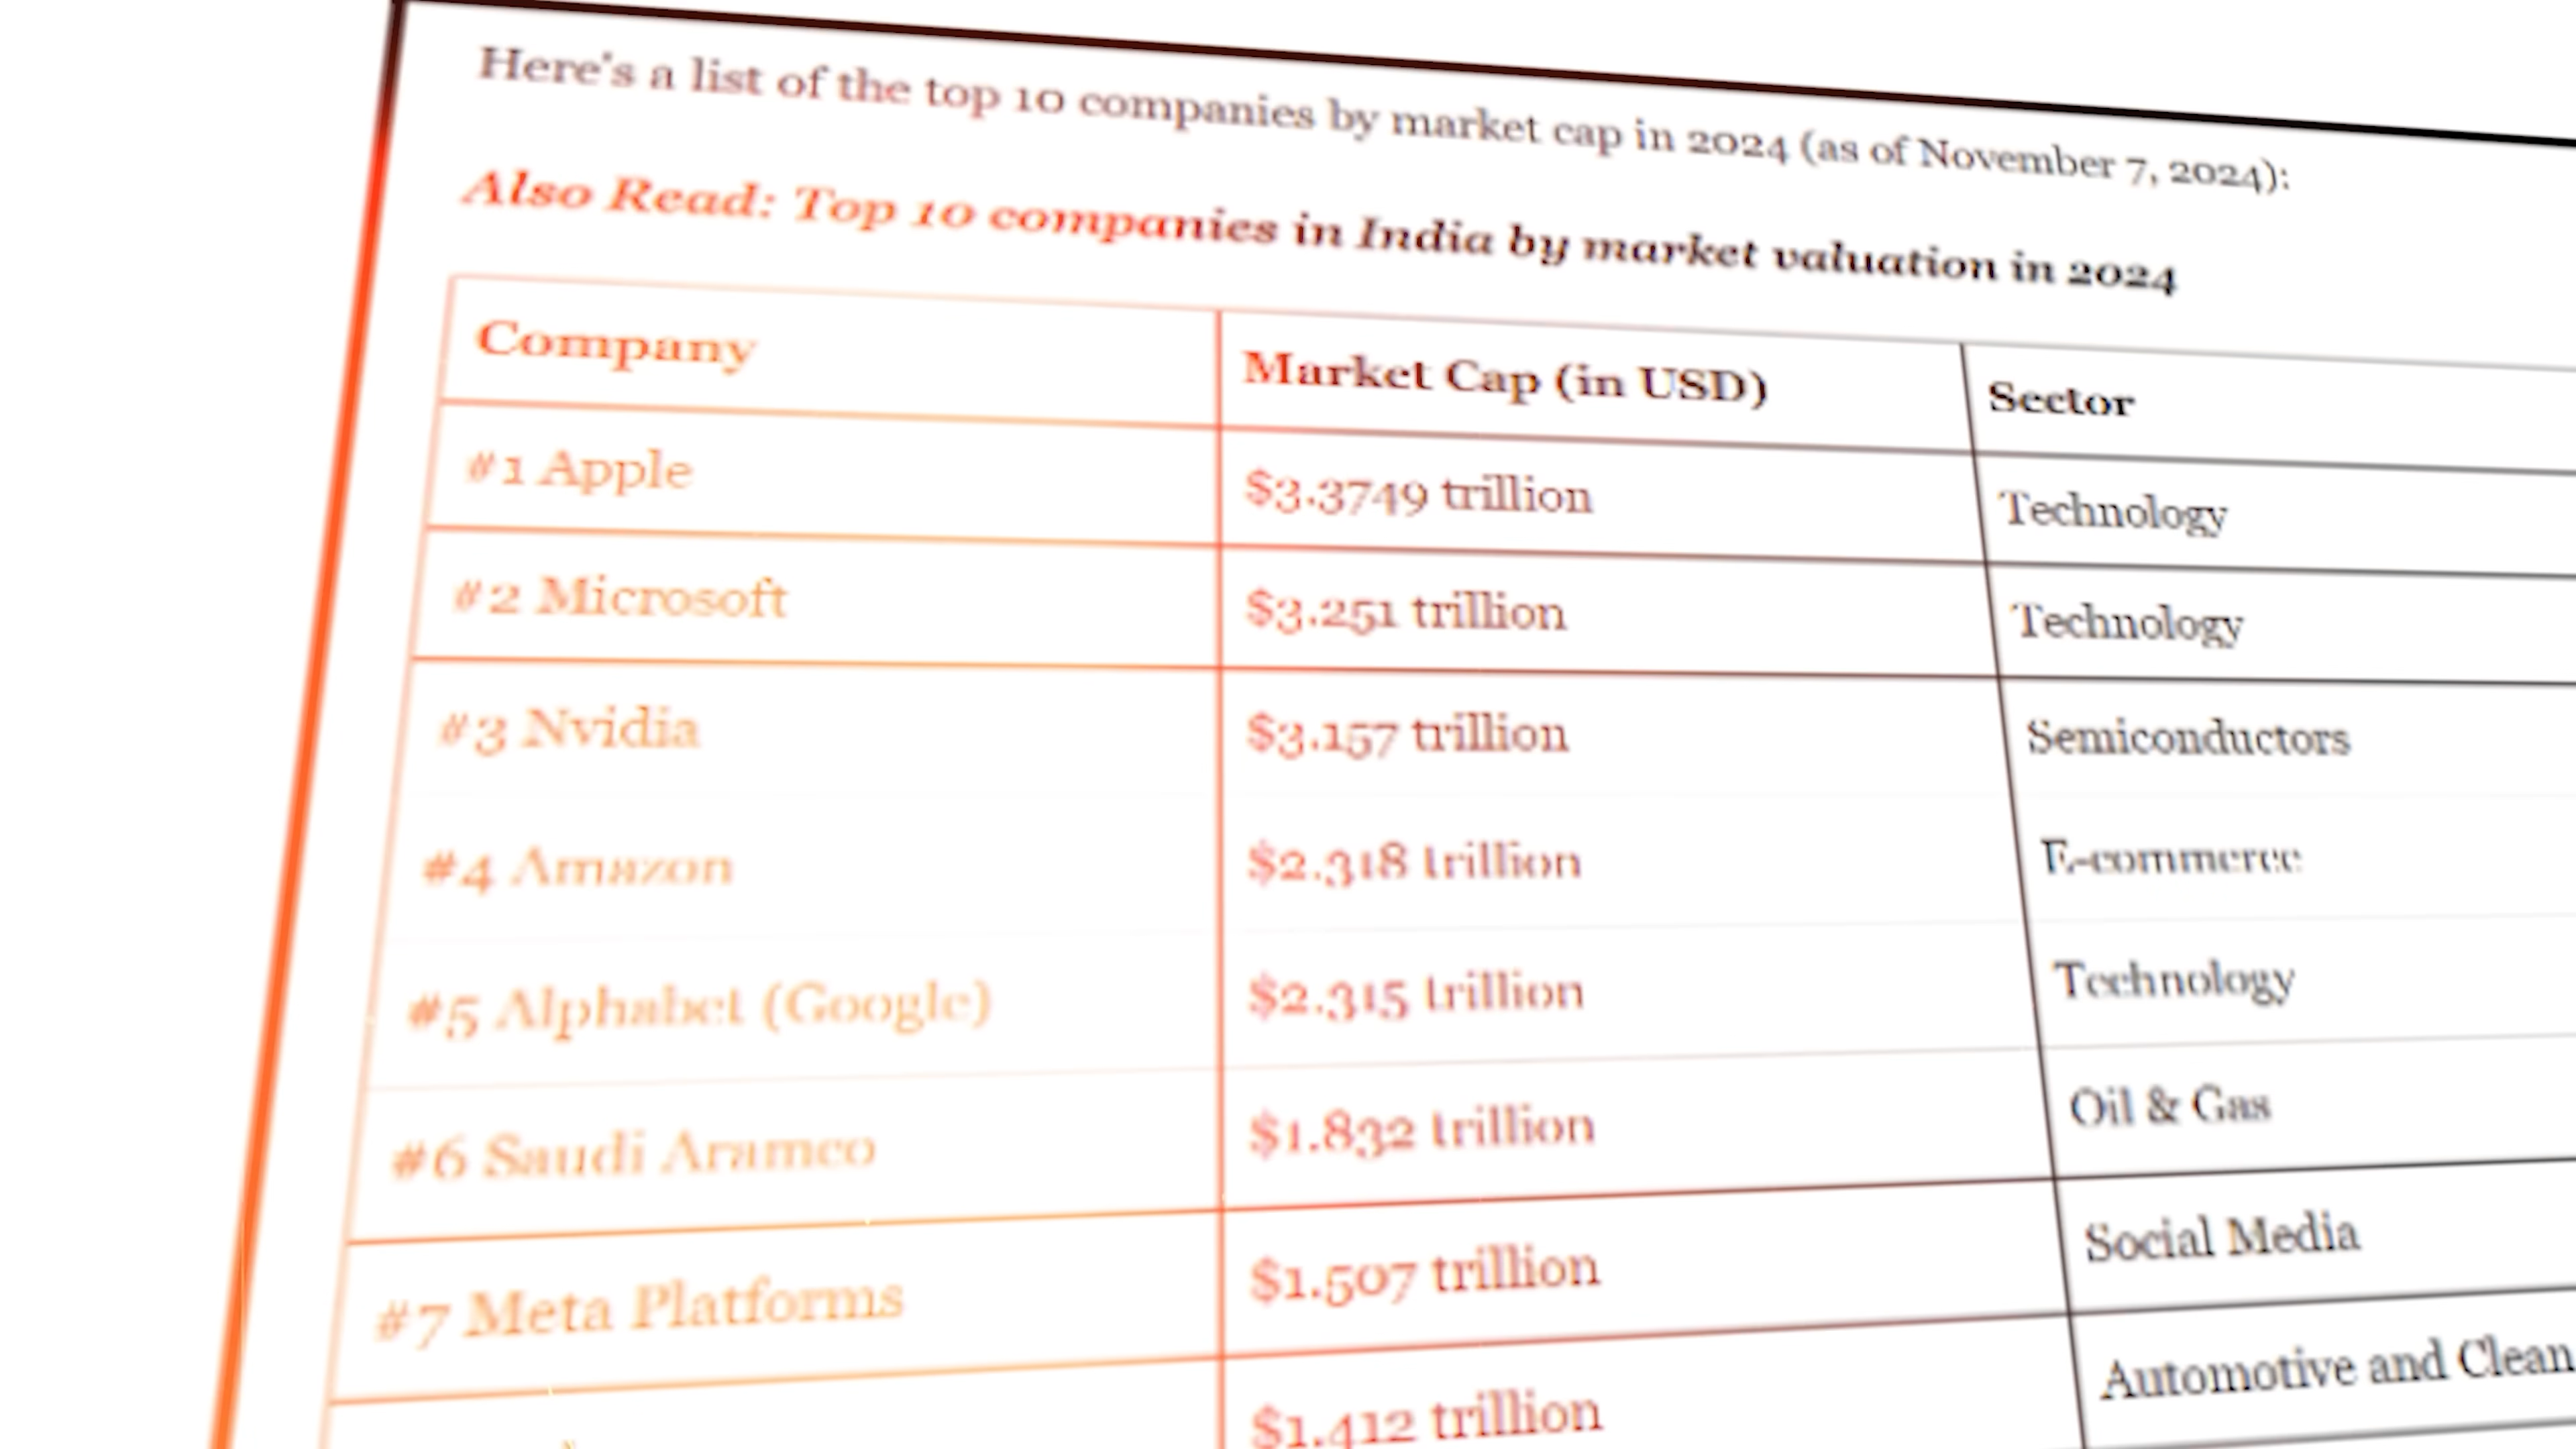 Here's a list of the top 10 companies by market cap in 2024 (as of November 7, 2024):
Also Read: Top 10 companies in India by market valuation in 2024
Company Market Cap (in USD) Sector
#1 Apple $3.3749 trillion Technology
#2 Microsoft $3.251 trillion Technology
#3 Nvidia $3.157 trillion Semiconductors
#4 Amazon $2.318 trillion E-commerce
#5 Alphabet (Google) $2.315 trillion Technology
#6 Saudi Aramco $1.832 trillion Oil & Gas
#7 Meta Platforms $1.507 trillion Social Media
$1.412 trillion Automotive and Clean